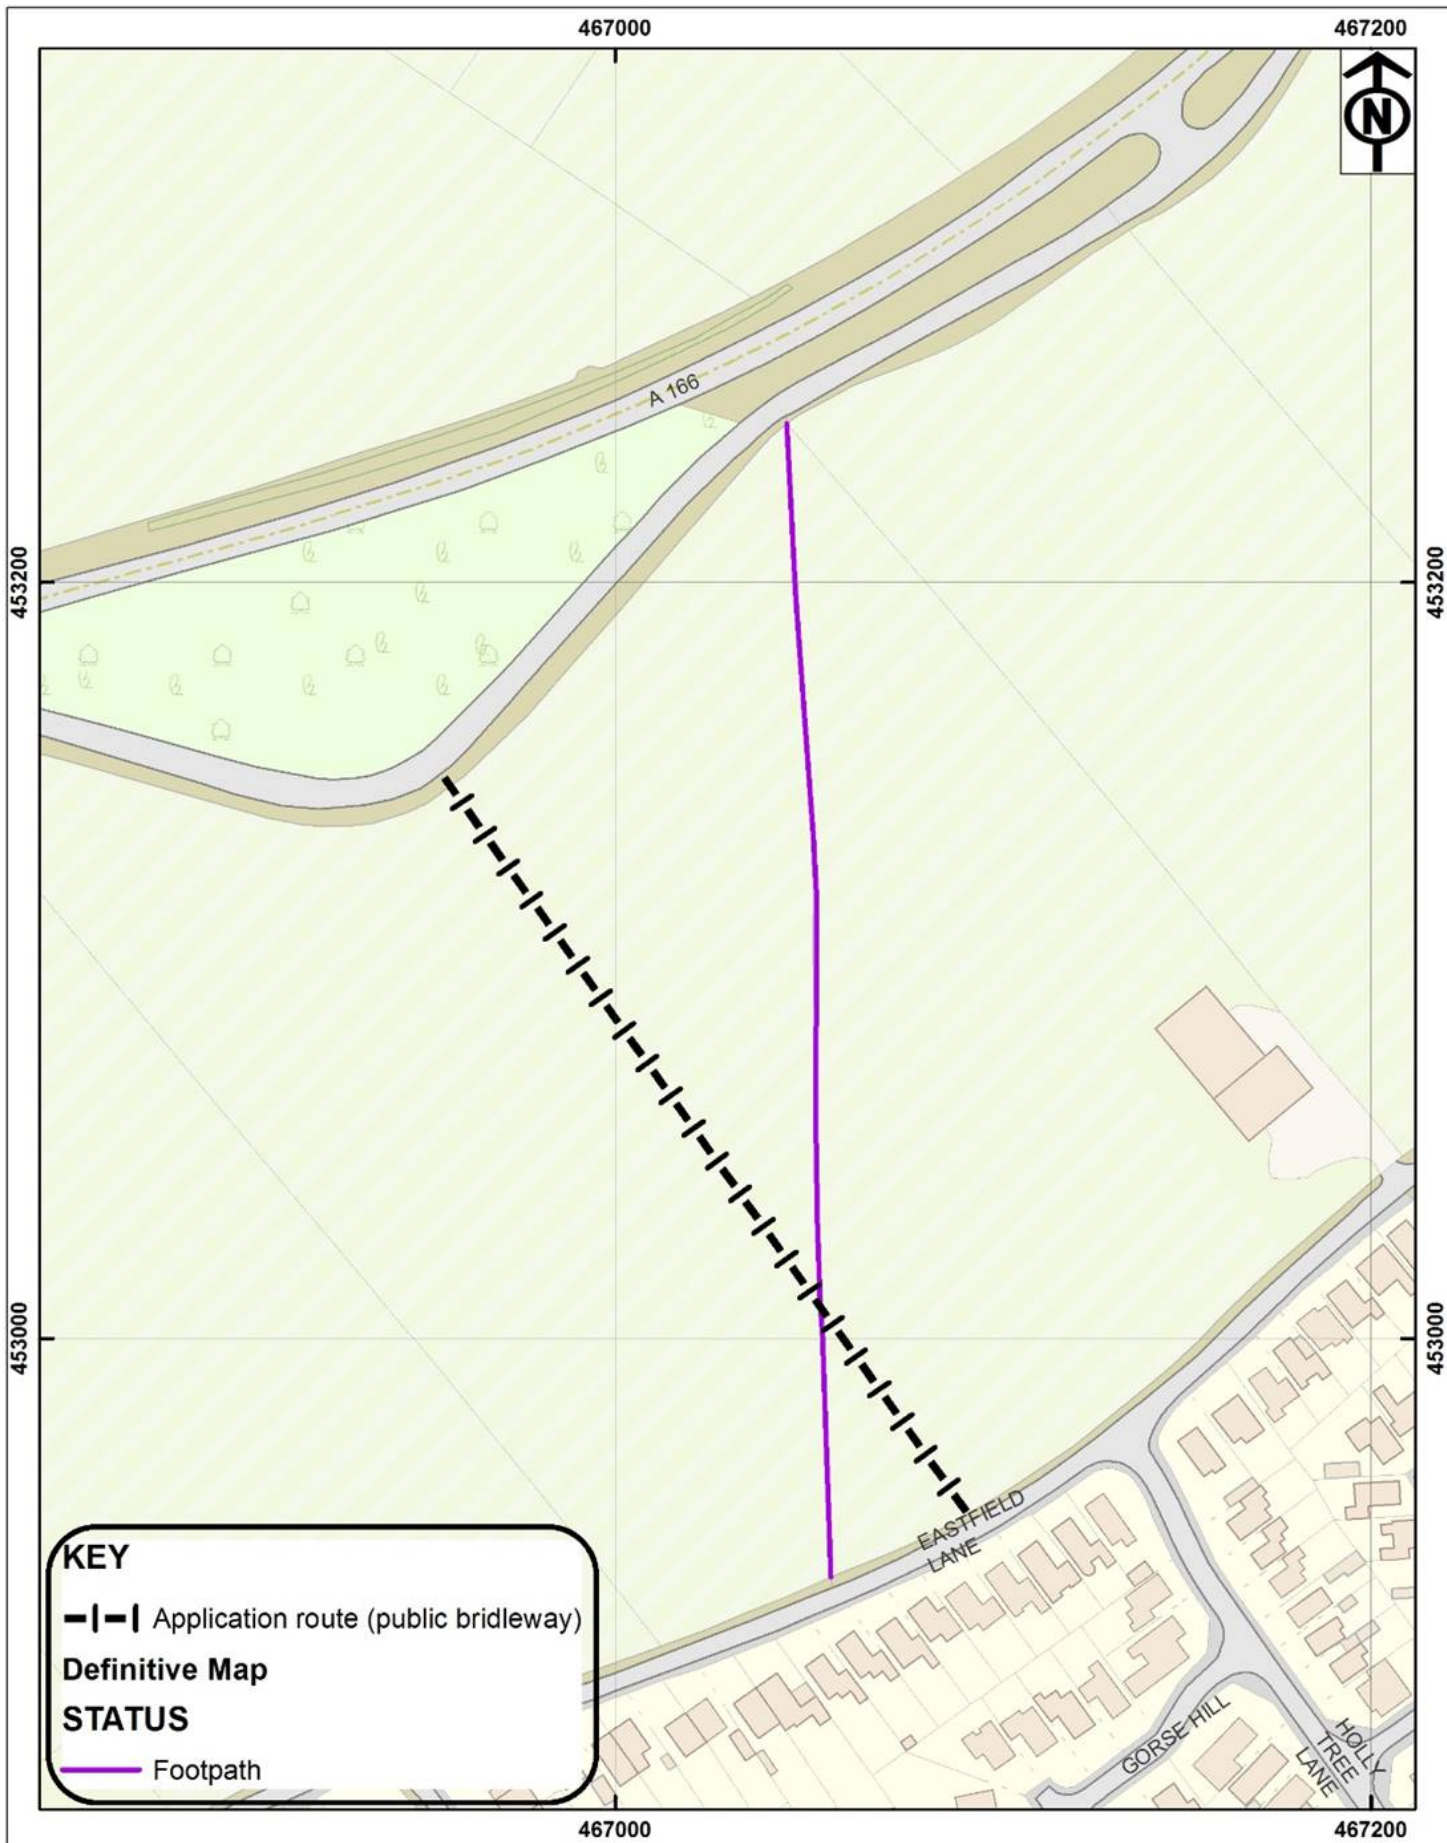 467000
467200
N
A 166
453200
453200
453000
453000
EASTFIELD
LANE
GORSE HILL
HOLLY
TREE
LANE
KEY
Application route (public bridleway)
Definitive Map
STATUS
Footpath
467000
467200